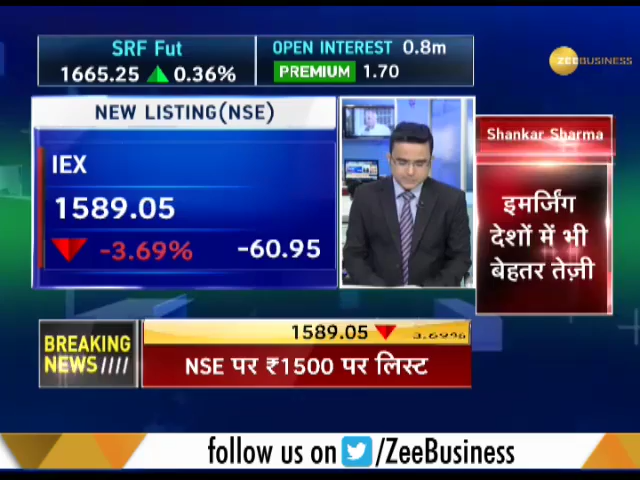 SRF Fut
1665.25 0.36%
OPEN INTEREST 0.8m
PREMIUM 1.70
ZEEBUSINESS
NEW LISTING(NSE)
IEX
1589.05
-3.69% -60.95
Shankar Sharma
इमर्जिंग
देशों में भी
बेहतर तेज़ी
BREAKING
NEWS ////
1589.05 3.69%
NSE पर ₹1500 पर लिस्ट
follow us on /ZeeBusiness